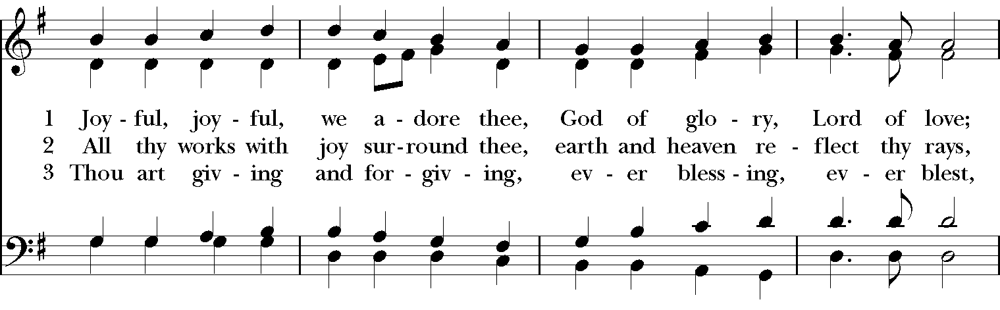 1 Joy - ful, joy - ful, we a - dore thee, God of glo - ry, Lord of love;
2 All thy works with joy sur - round thee, earth and heaven re - flect thy rays,
3 Thou art giv - ing and for - giv - ing, ev - er bless - ing, ev - er blest,